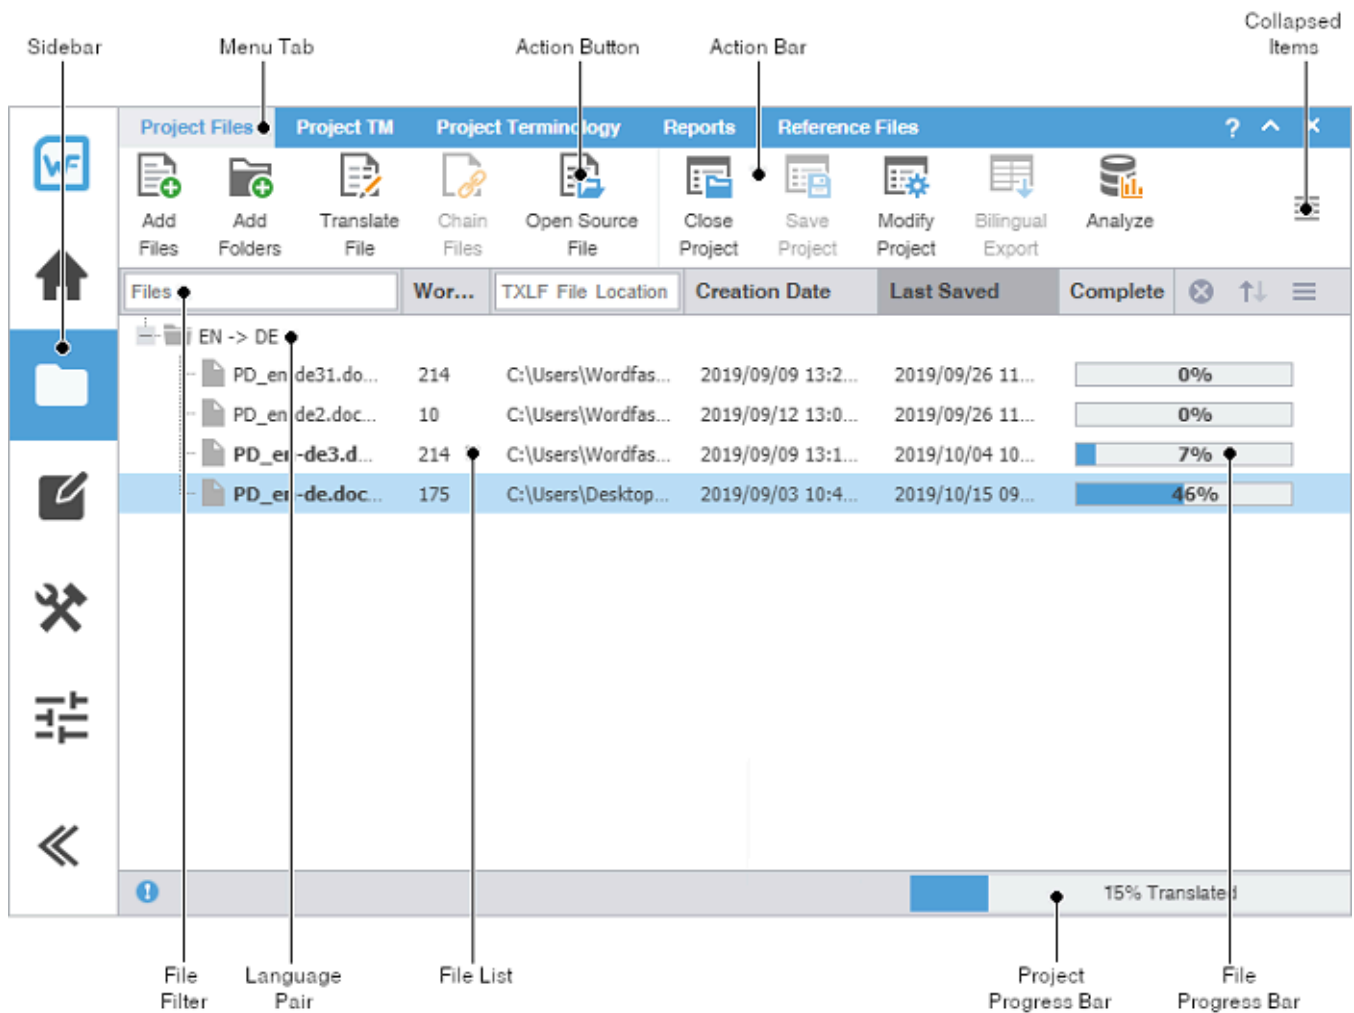 Collapsed
Items
Sidebar
Menu Tab
Action Button
Action Bar
WF
Project Files
Project TM
Project Terminology
Reports
Reference Files
?
Add
Files
Add
Folders
Translate
File
Chain
Files
Open Source
File
Close
Project
Save
Project
Modify
Project
Bilingual
Export
Analyze
Files
Wor...
TXLF File Location
Creation Date
Last Saved
Complete
EN -> DE
PD_en-de31.do... 214 C:\Users\Wordfas... 2019/09/09 13:2... 2019/09/26 11... 0%
PD_en-de2.doc... 10 C:\Users\Wordfas... 2019/09/12 13:0... 2019/09/26 11... 0%
PD_en-de3.d... 214 C:\Users\Wordfas... 2019/09/09 13:1... 2019/10/04 10... 7%
PD_en-de.doc... 175 C:\Users\Desktop... 2019/09/03 10:4... 2019/10/15 09... 46%
15% Translated
File
Filter
Language
Pair
File List
Project
Progress Bar
File
Progress Bar